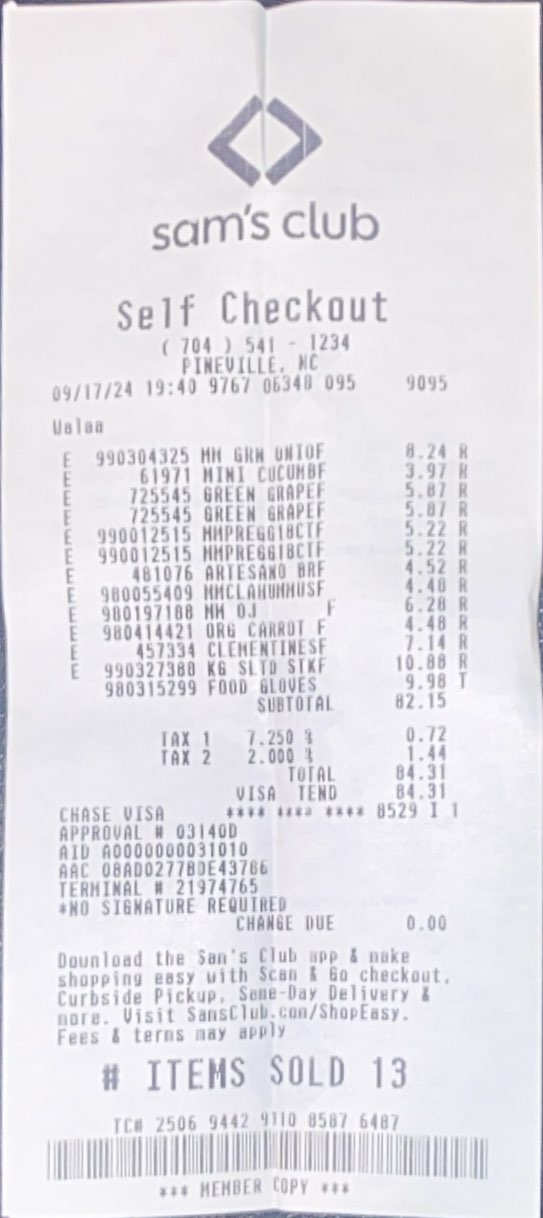 sam's club
Self Checkout
( 704 ) 541 - 1234
PINEVILLE, NC
09/17/24 19:40 9767 06348 095 9095
Walaa
E 990304325 MM GRN ONIOF 8.24 R
E 61971 MINI CUCUMBF 3.97 R
E 725545 GREEN GRAPEF 5.87 R
E 725545 GREEN GRAPEF 5.87 R
E 990012515 MMPREGG18CTF 5.22 R
E 990012515 MMPREGG18CTF 5.22 R
E 481076 ARTESANO BRF 4.52 R
E 980055409 MMCLAHUMMUSF 4.48 R
E 980197188 MM OJ F 6.28 R
E 980414421 ORG CARROT F 4.48 R
E 457334 CLEMENTINESF 7.14 R
E 990327388 KG SLTD STKF 10.88 R
980315299 FOOD GLOVES 9.98 T
SUBTOTAL 82.15
TAX 1 7.250 % 0.72
TAX 2 2.000 % 1.44
TOTAL 84.31
VISA TEND 84.31
CHASE VISA **** **** **** 8529 I 1
APPROVAL # 03140D
AID A0000000031010
AAC 08AD0277BDE43786
TERMINAL # 21974765
*NO SIGNATURE REQUIRED
CHANGE DUE 0.00
Download the Sam's Club app & make
shopping easy with Scan & Go checkout,
Curbside Pickup, Same-Day Delivery &
more. Visit SamsClub.com/ShopEasy.
Fees & terms may apply
# ITEMS SOLD 13
TC# 2506 9442 9110 8587 6487
*** MEMBER COPY ***